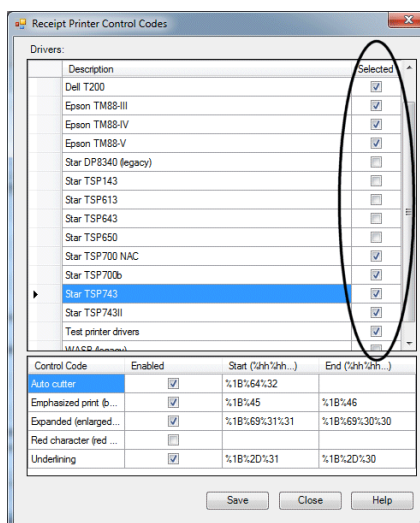 Receipt Printer Control Codes
Drivers:
Description Selected
Dell T200
Epson TM88-III
Epson TM88-IV
Epson TM88-V
Star DP8340 (legacy)
Star TSP143
Star TSP613
Star TSP643
Star TSP650
Star TSP700 NAC
Star TSP700b
Star TSP743
Star TSP743II
Test printer drivers
WASP (legacy)
Control Code Enabled Start (%hh%hh...) End (%hh%hh...)
Auto cutter %1B%64%32
Emphasized print (b... %1B%45 %1B%46
Expanded (enlarged... %1B%69%31%31 %1B%69%30%30
Red character (red ...
Underlining %1B%2D%31 %1B%2D%30
Save Close Help